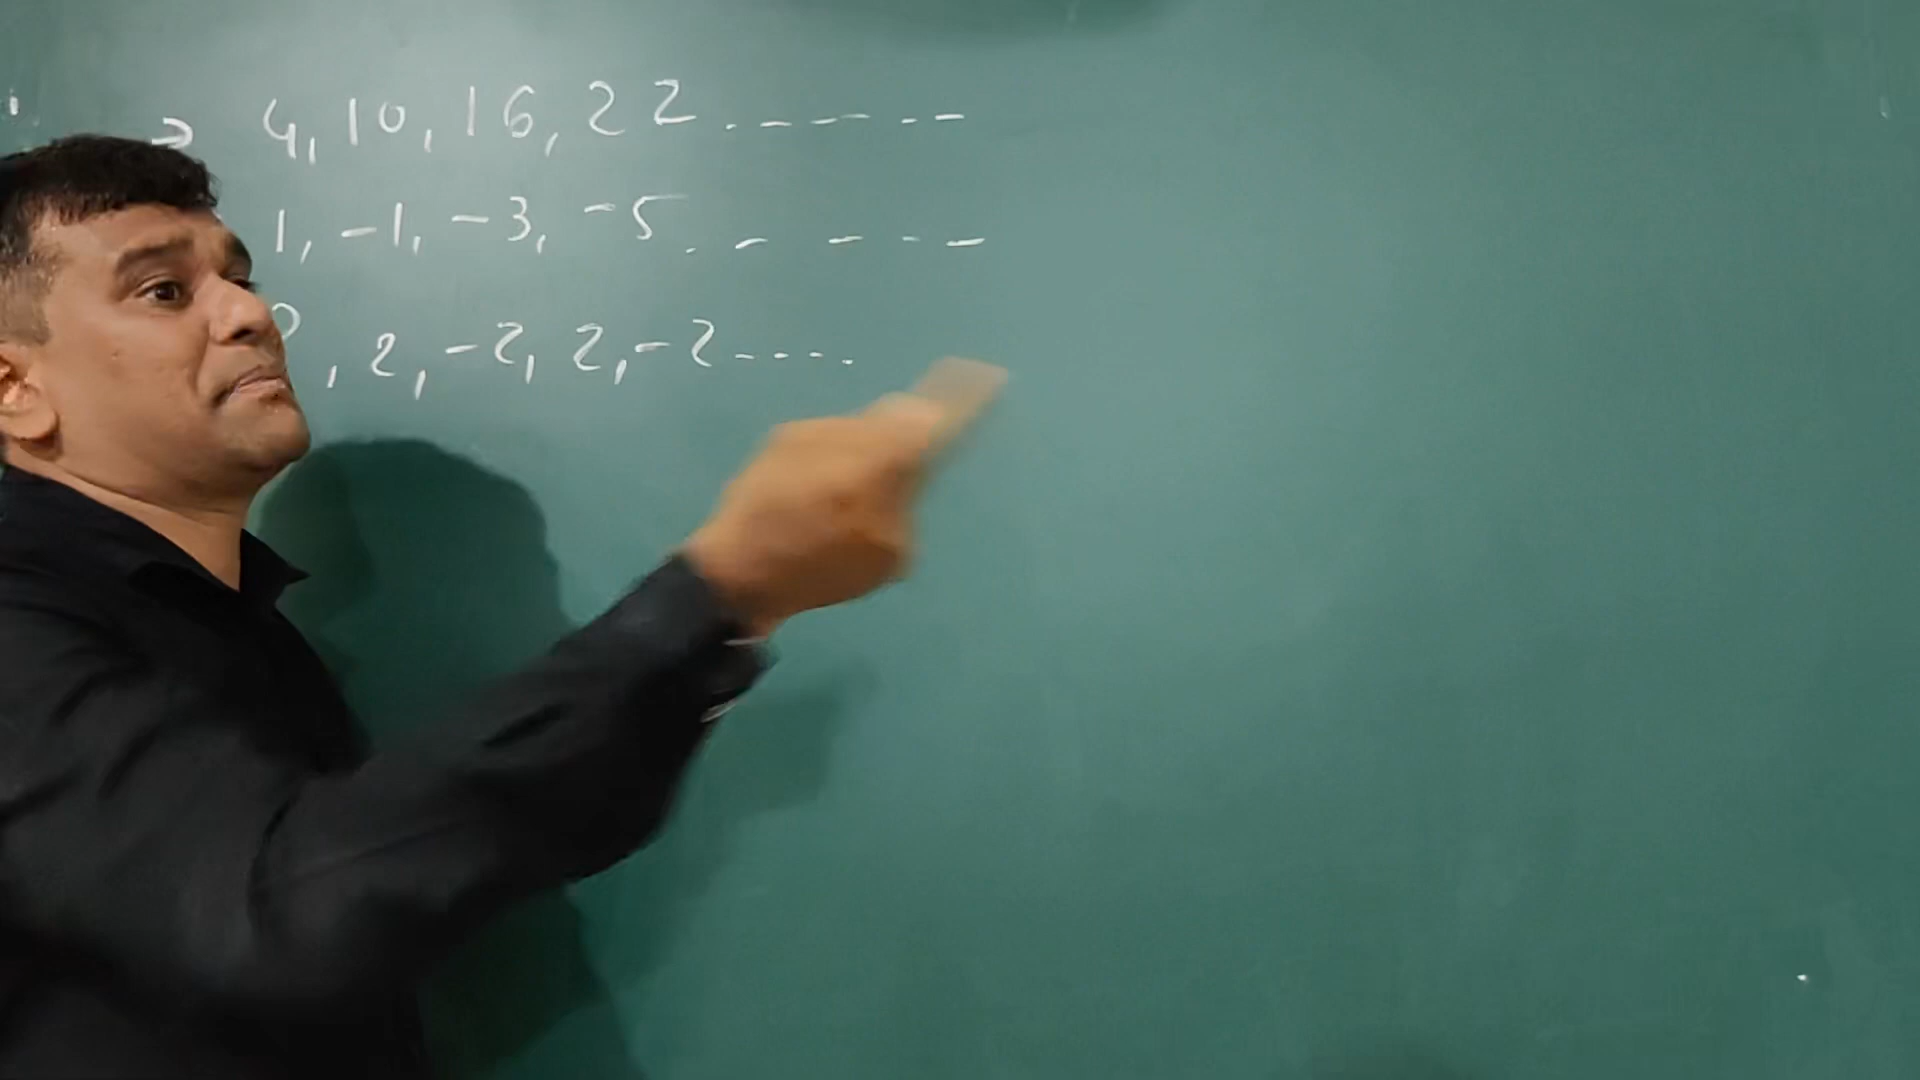 → 4, 10, 16, 22 . - - - - -
1, -1, -3, -5 . - - - -
, 2, -2, 2, -2 - - - .